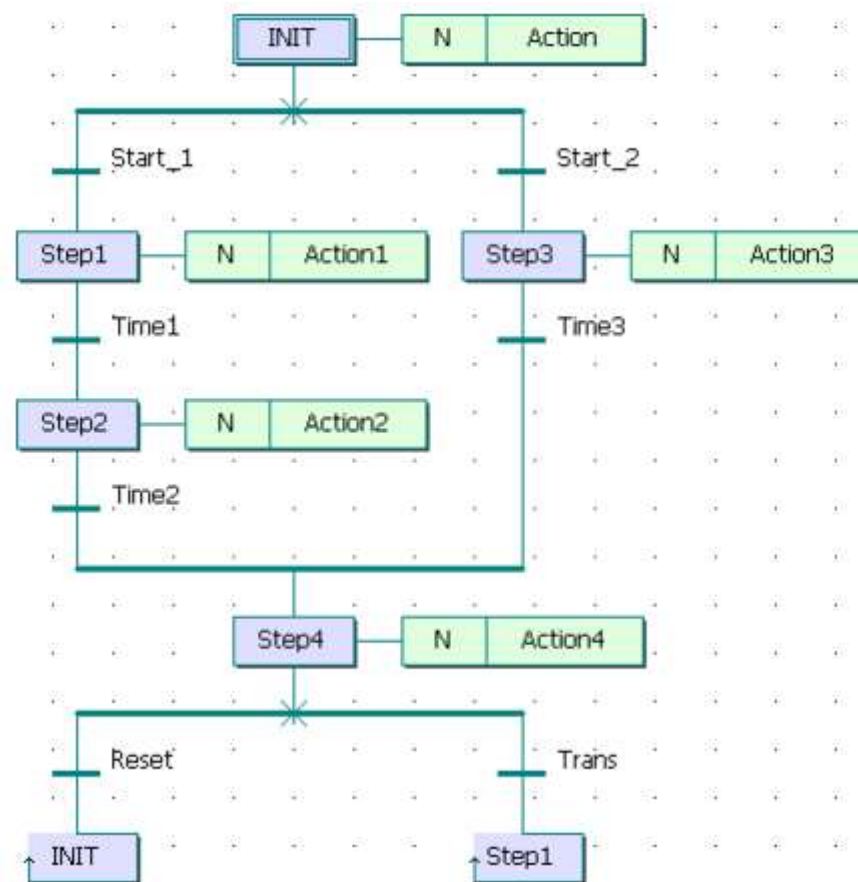 INIT N Action
Start_1 Start_2
Step1 N Action1 Step3 N Action3
Time1 Time3
Step2 N Action2
Time2
Step4 N Action4
Reset Trans
INIT Step1